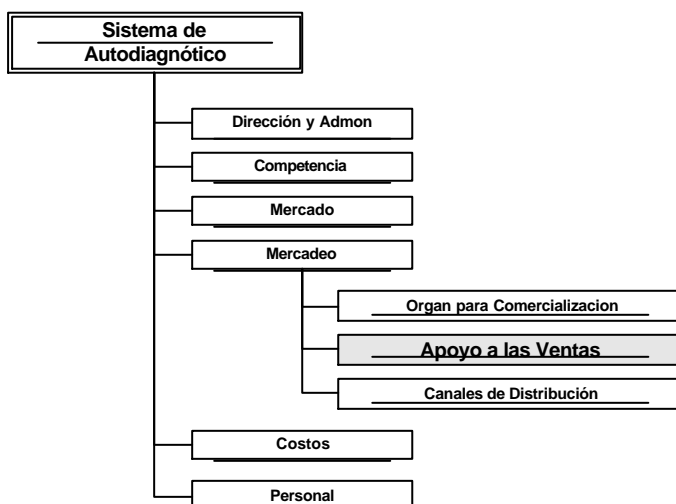 Sistema de
Autodiagnótico
Dirección y Admon
Competencia
Mercado
Mercadeo
Organ para Comercializacion
Apoyo a las Ventas
Canales de Distribución
Costos
Personal